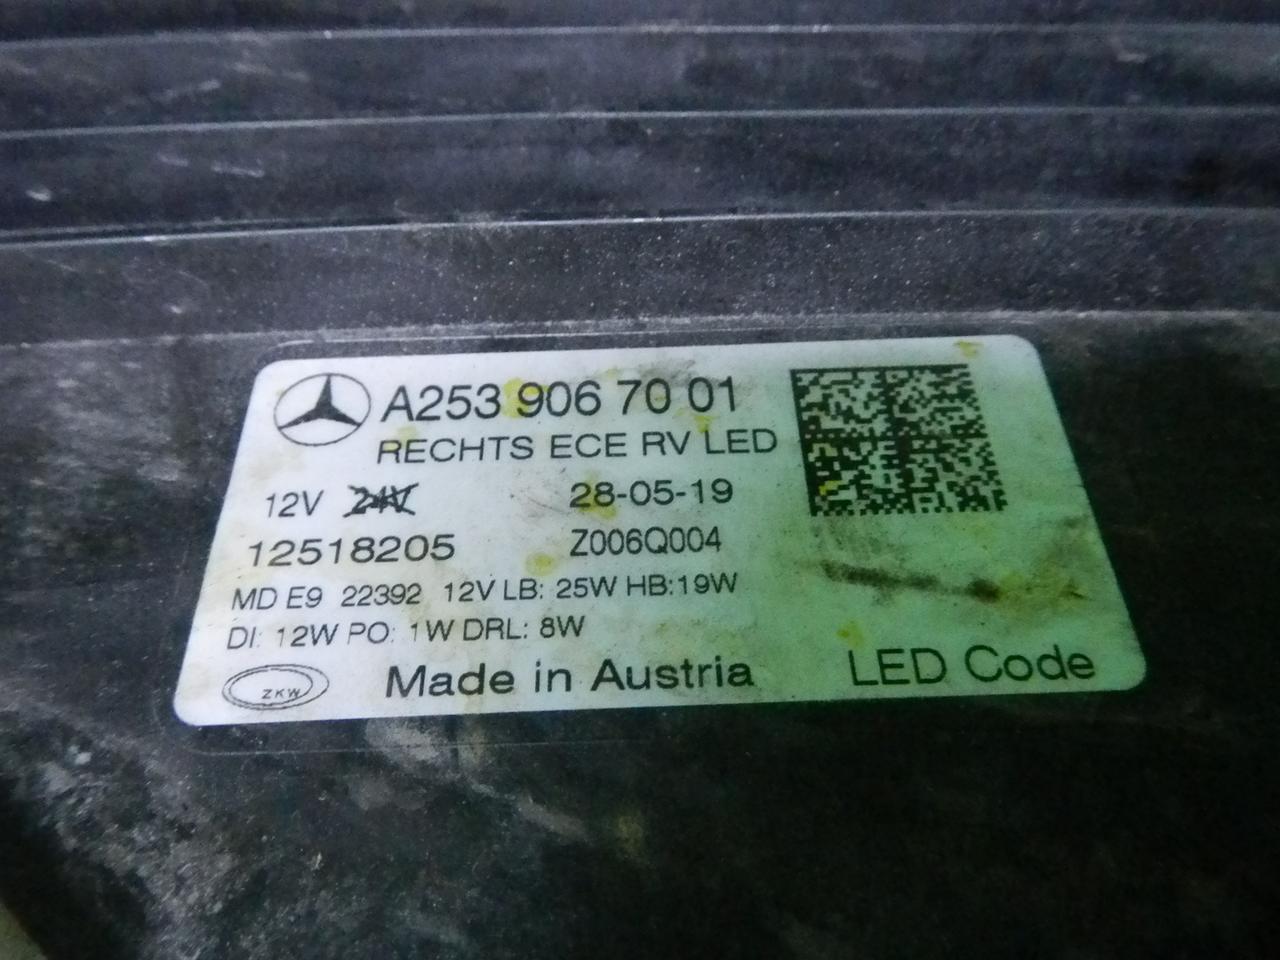 A253 906 70 01
RECHTS ECE RV LED
12V 24V 28-05-19
12518205 Z006Q004
MD E9 22392 12V LB: 25W HB:19W
DI: 12W PO: 1W DRL: 8W
ZKW Made in Austria LED Code